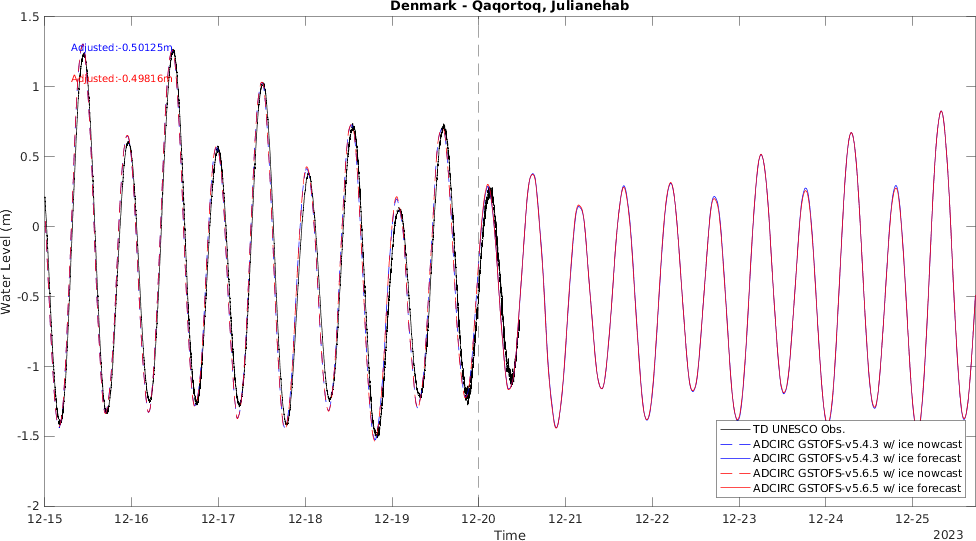 Denmark - Qaqortoq, Julianehab
Adjusted:-0.50125m
Adjusted:-0.49816m
Water Level (m)
1.5
1
0.5
0
-0.5
-1
-1.5
-2
TD UNESCO Obs.
ADCIRC GSTOFS-v5.4.3 w/ ice nowcast
ADCIRC GSTOFS-v5.4.3 w/ ice forecast
ADCIRC GSTOFS-v5.6.5 w/ ice nowcast
ADCIRC GSTOFS-v5.6.5 w/ ice forecast
12-15 12-16 12-17 12-18 12-19 12-20 12-21 12-22 12-23 12-24 12-25
Time
2023